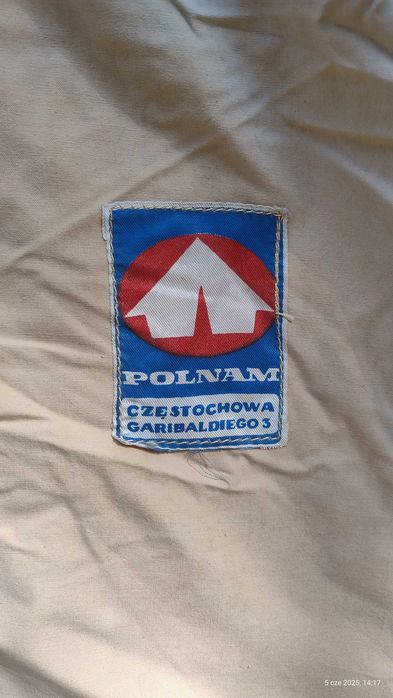 POLNAM
CZĘSTOCHOWA
GARIBALDIEGO 3
5 cze 2025, 14:17